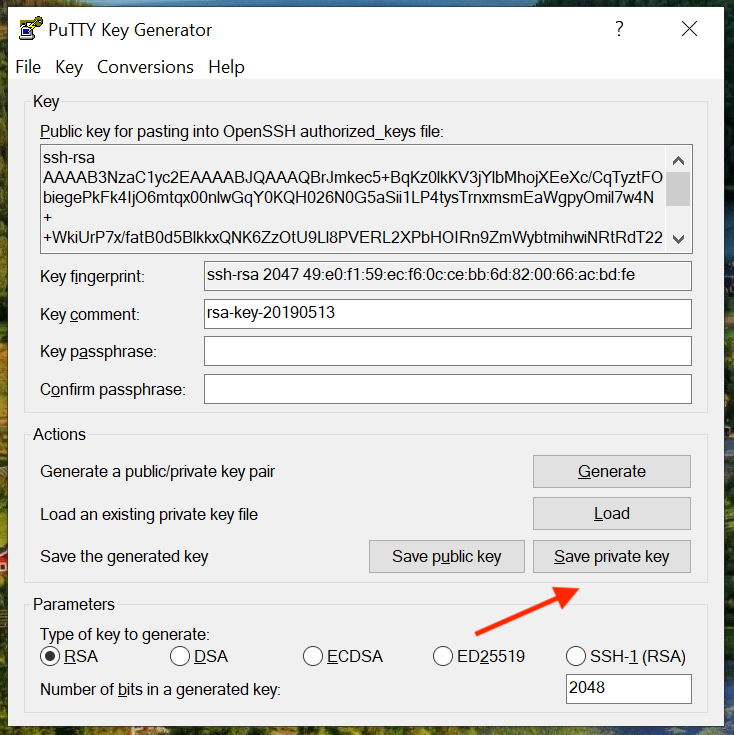 PuTTY Key Generator ?
File Key Conversions Help
Key
Public key for pasting into OpenSSH authorized_keys file:
ssh-rsa
AAAAB3NzaC1yc2EAAAABJQAAAQBrJmkec5+BqKz0lkKV3jYlbMhojXEeXc/CqTyztFO
biegePkFk4IjO6mtqx00nlwGqY0KQH026N0G5aSii1LP4tysTrnxmsmEaWgpyOmil7w4N
+
+WkiUrP7x/fatB0d5BlkkxQNK6ZzOtU9Ll8PVERL2XPbHOIRn9ZmWybtmihwiNRtRdT22
Key fingerprint: ssh-rsa 2047 49:e0:f1:59:ec:f6:0c:ce:bb:6d:82:00:66:ac:bd:fe
Key comment: rsa-key-20190513
Key passphrase:
Confirm passphrase:
Actions
Generate a public/private key pair Generate
Load an existing private key file Load
Save the generated key Save public key Save private key
Parameters
Type of key to generate:
RSA DSA ECDSA ED25519 SSH-1 (RSA)
Number of bits in a generated key: 2048